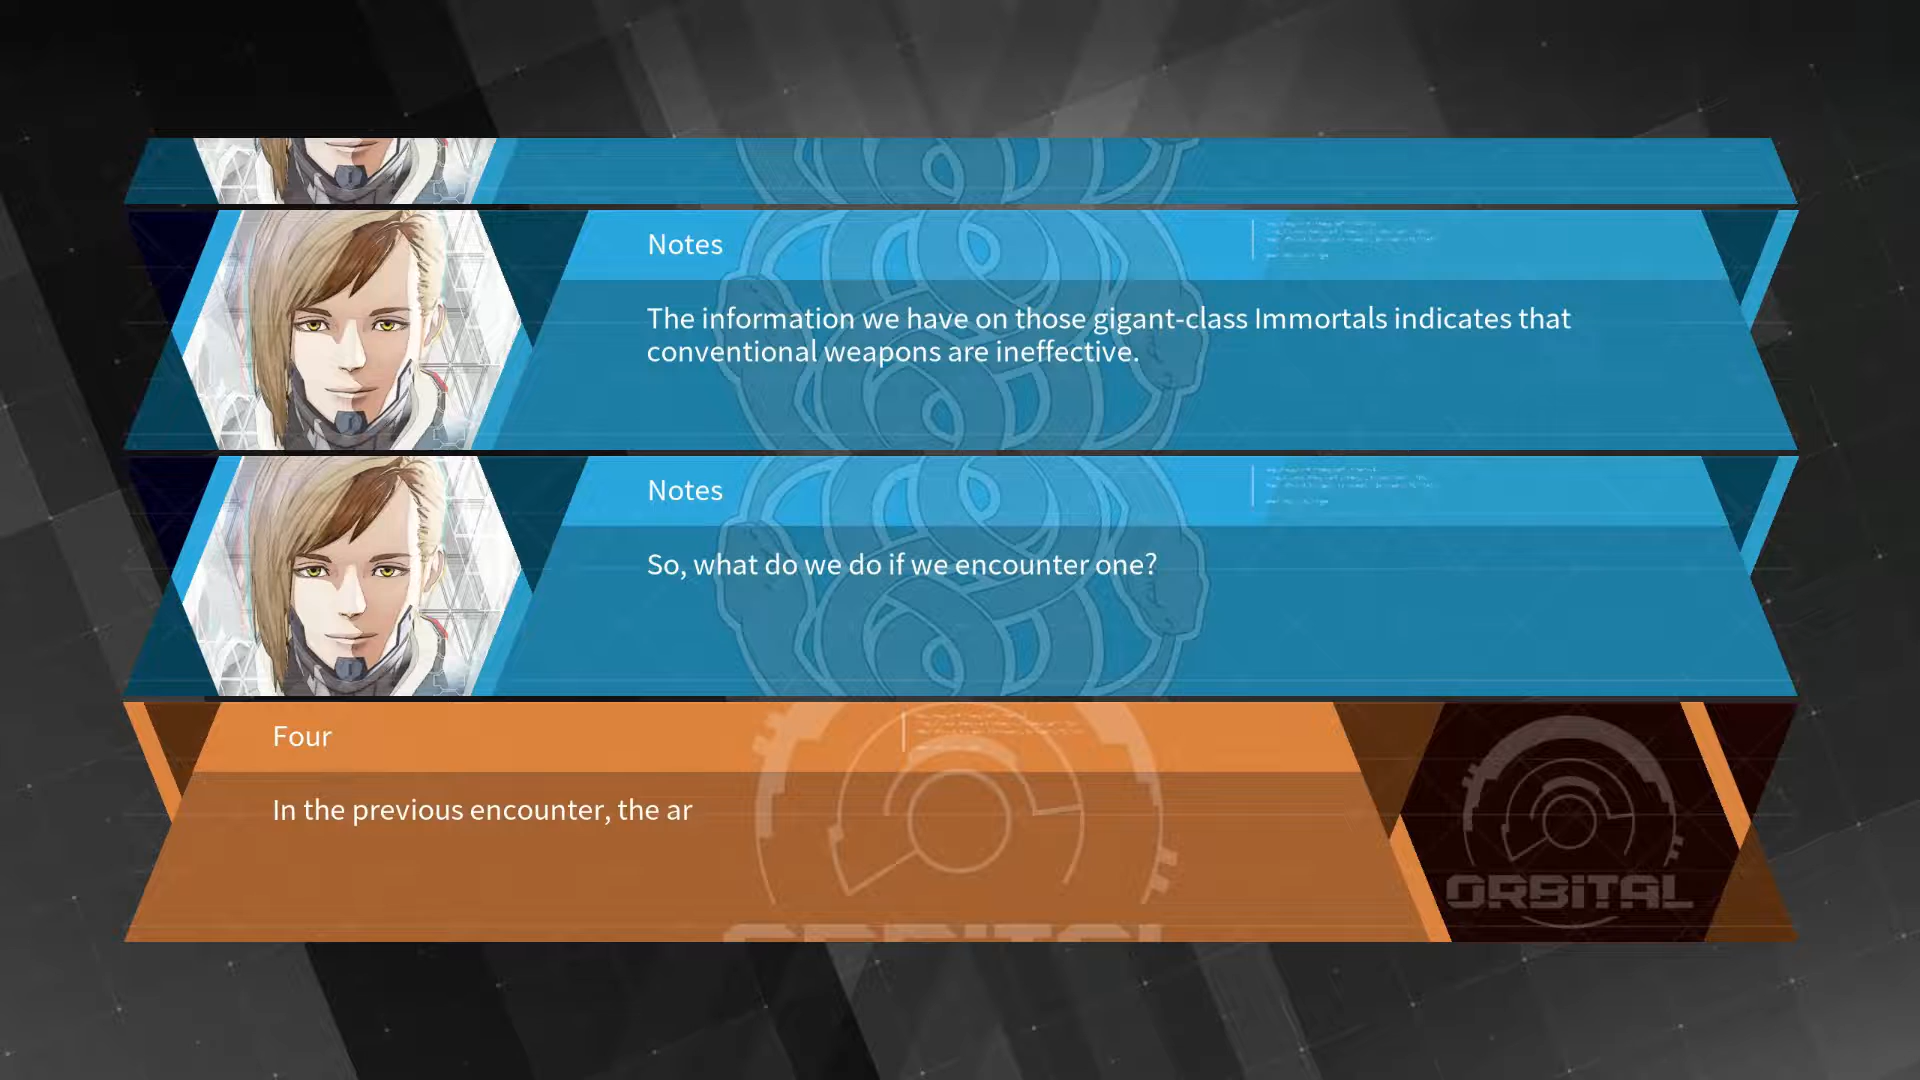 Notes
The information we have on those gigant-class Immortals indicates that
conventional weapons are ineffective.
Notes
So, what do we do if we encounter one?
Four
In the previous encounter, the ar
ORBITAL